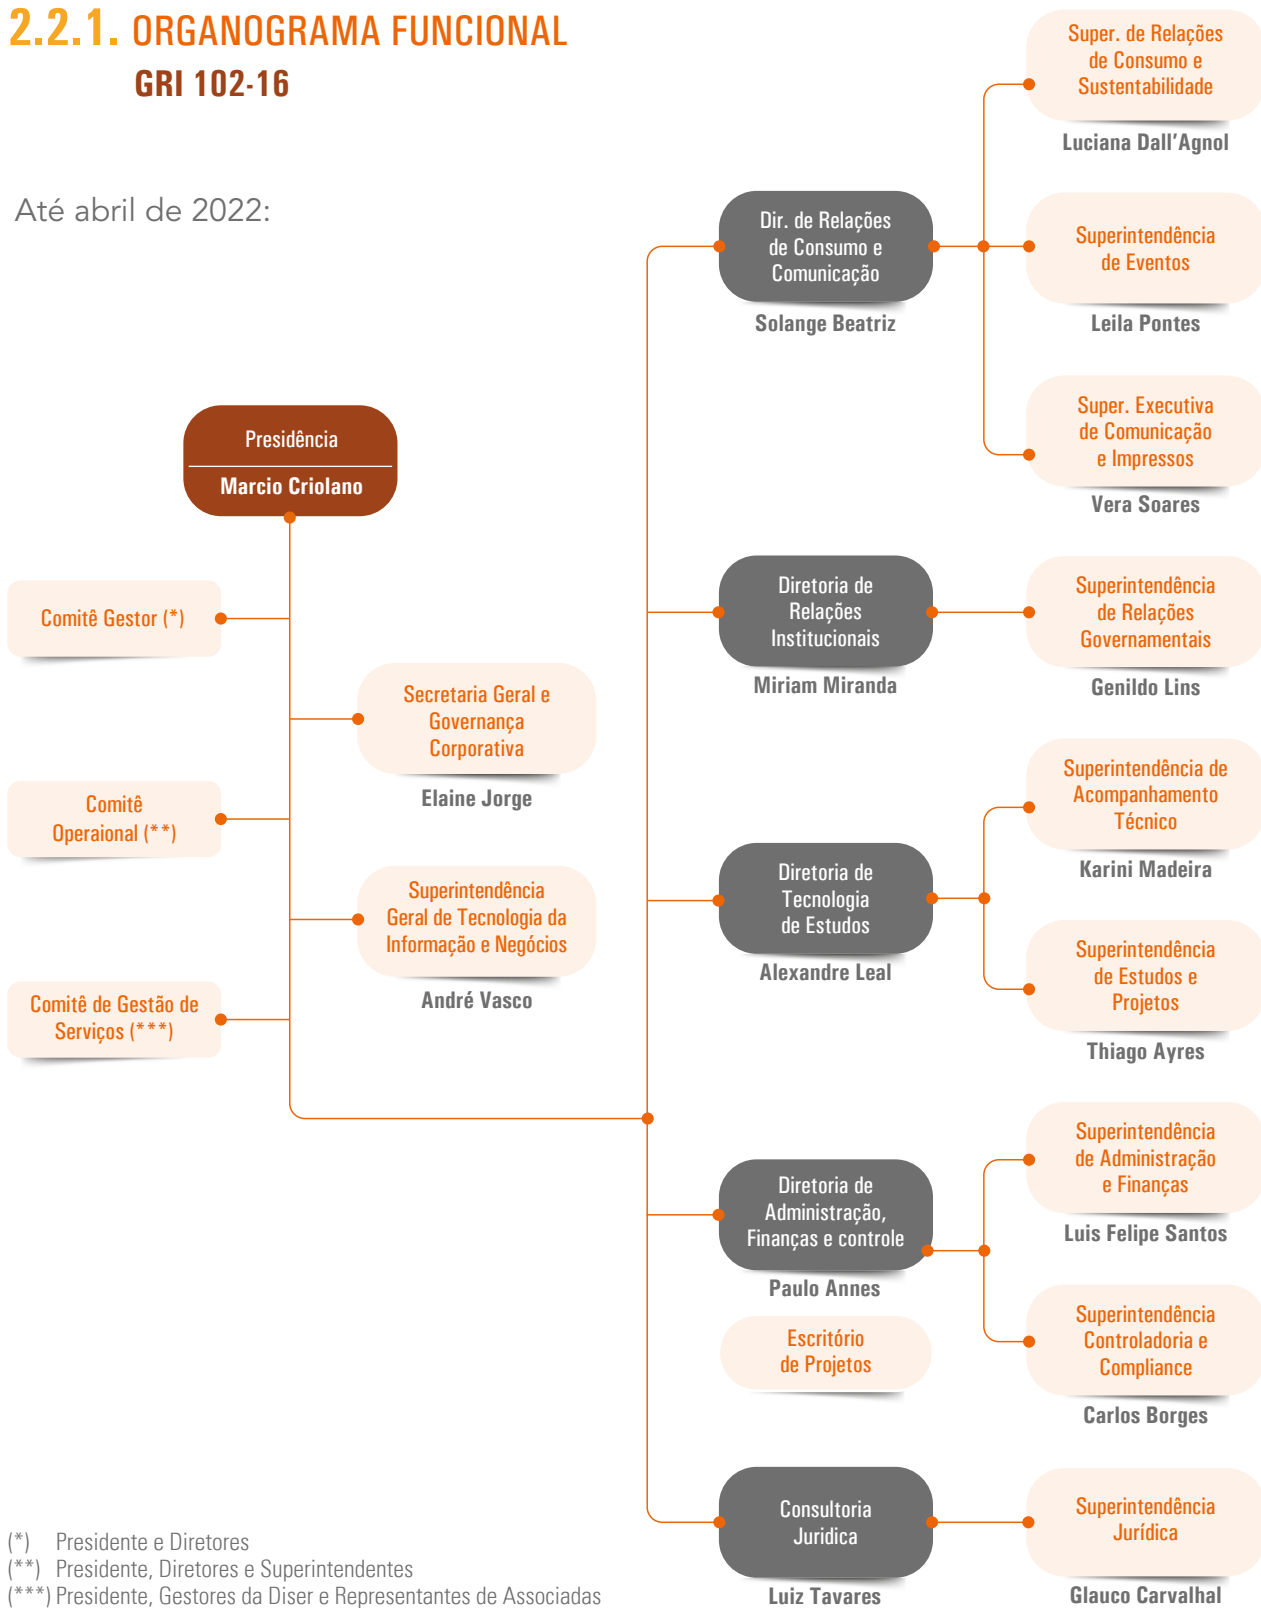 2.2.1. ORGANOGRAMA FUNCIONAL
GRI 102-16
Até abril de 2022:
Presidência
Marcio Criolano
Comitê Gestor (*)
Comitê
Operaional (**)
Comitê de Gestão de
Serviços (***)
Secretaria Geral e
Governança
Corporativa
Elaine Jorge
Superintendência
Geral de Tecnologia da
Informação e Negócios
André Vasco
Dir. de Relações
de Consumo e
Comunicação
Solange Beatriz
Super. de Relações
de Consumo e
Sustentabilidade
Luciana Dall’Agnol
Superintendência
de Eventos
Leila Pontes
Super. Executiva
de Comunicação
e Impressos
Vera Soares
Diretoria de
Relações
Institucionais
Miriam Miranda
Superintendência
de Relações
Governamentais
Genildo Lins
Diretoria de
Tecnologia
de Estudos
Alexandre Leal
Superintendência de
Acompanhamento
Técnico
Karini Madeira
Superintendência
de Estudos e
Projetos
Thiago Ayres
Diretoria de
Administração,
Finanças e controle
Paulo Annes
Escritório
de Projetos
Superintendência
de Administração
e Finanças
Luis Felipe Santos
Superintendência
Controladoria e
Compliance
Carlos Borges
Consultoria
Juridica
Luiz Tavares
Superintendência
Jurídica
Glauco Carvalhal
(*) Presidente e Diretores
(**) Presidente, Diretores e Superintendentes
(***) Presidente, Gestores da Diser e Representantes de Associadas